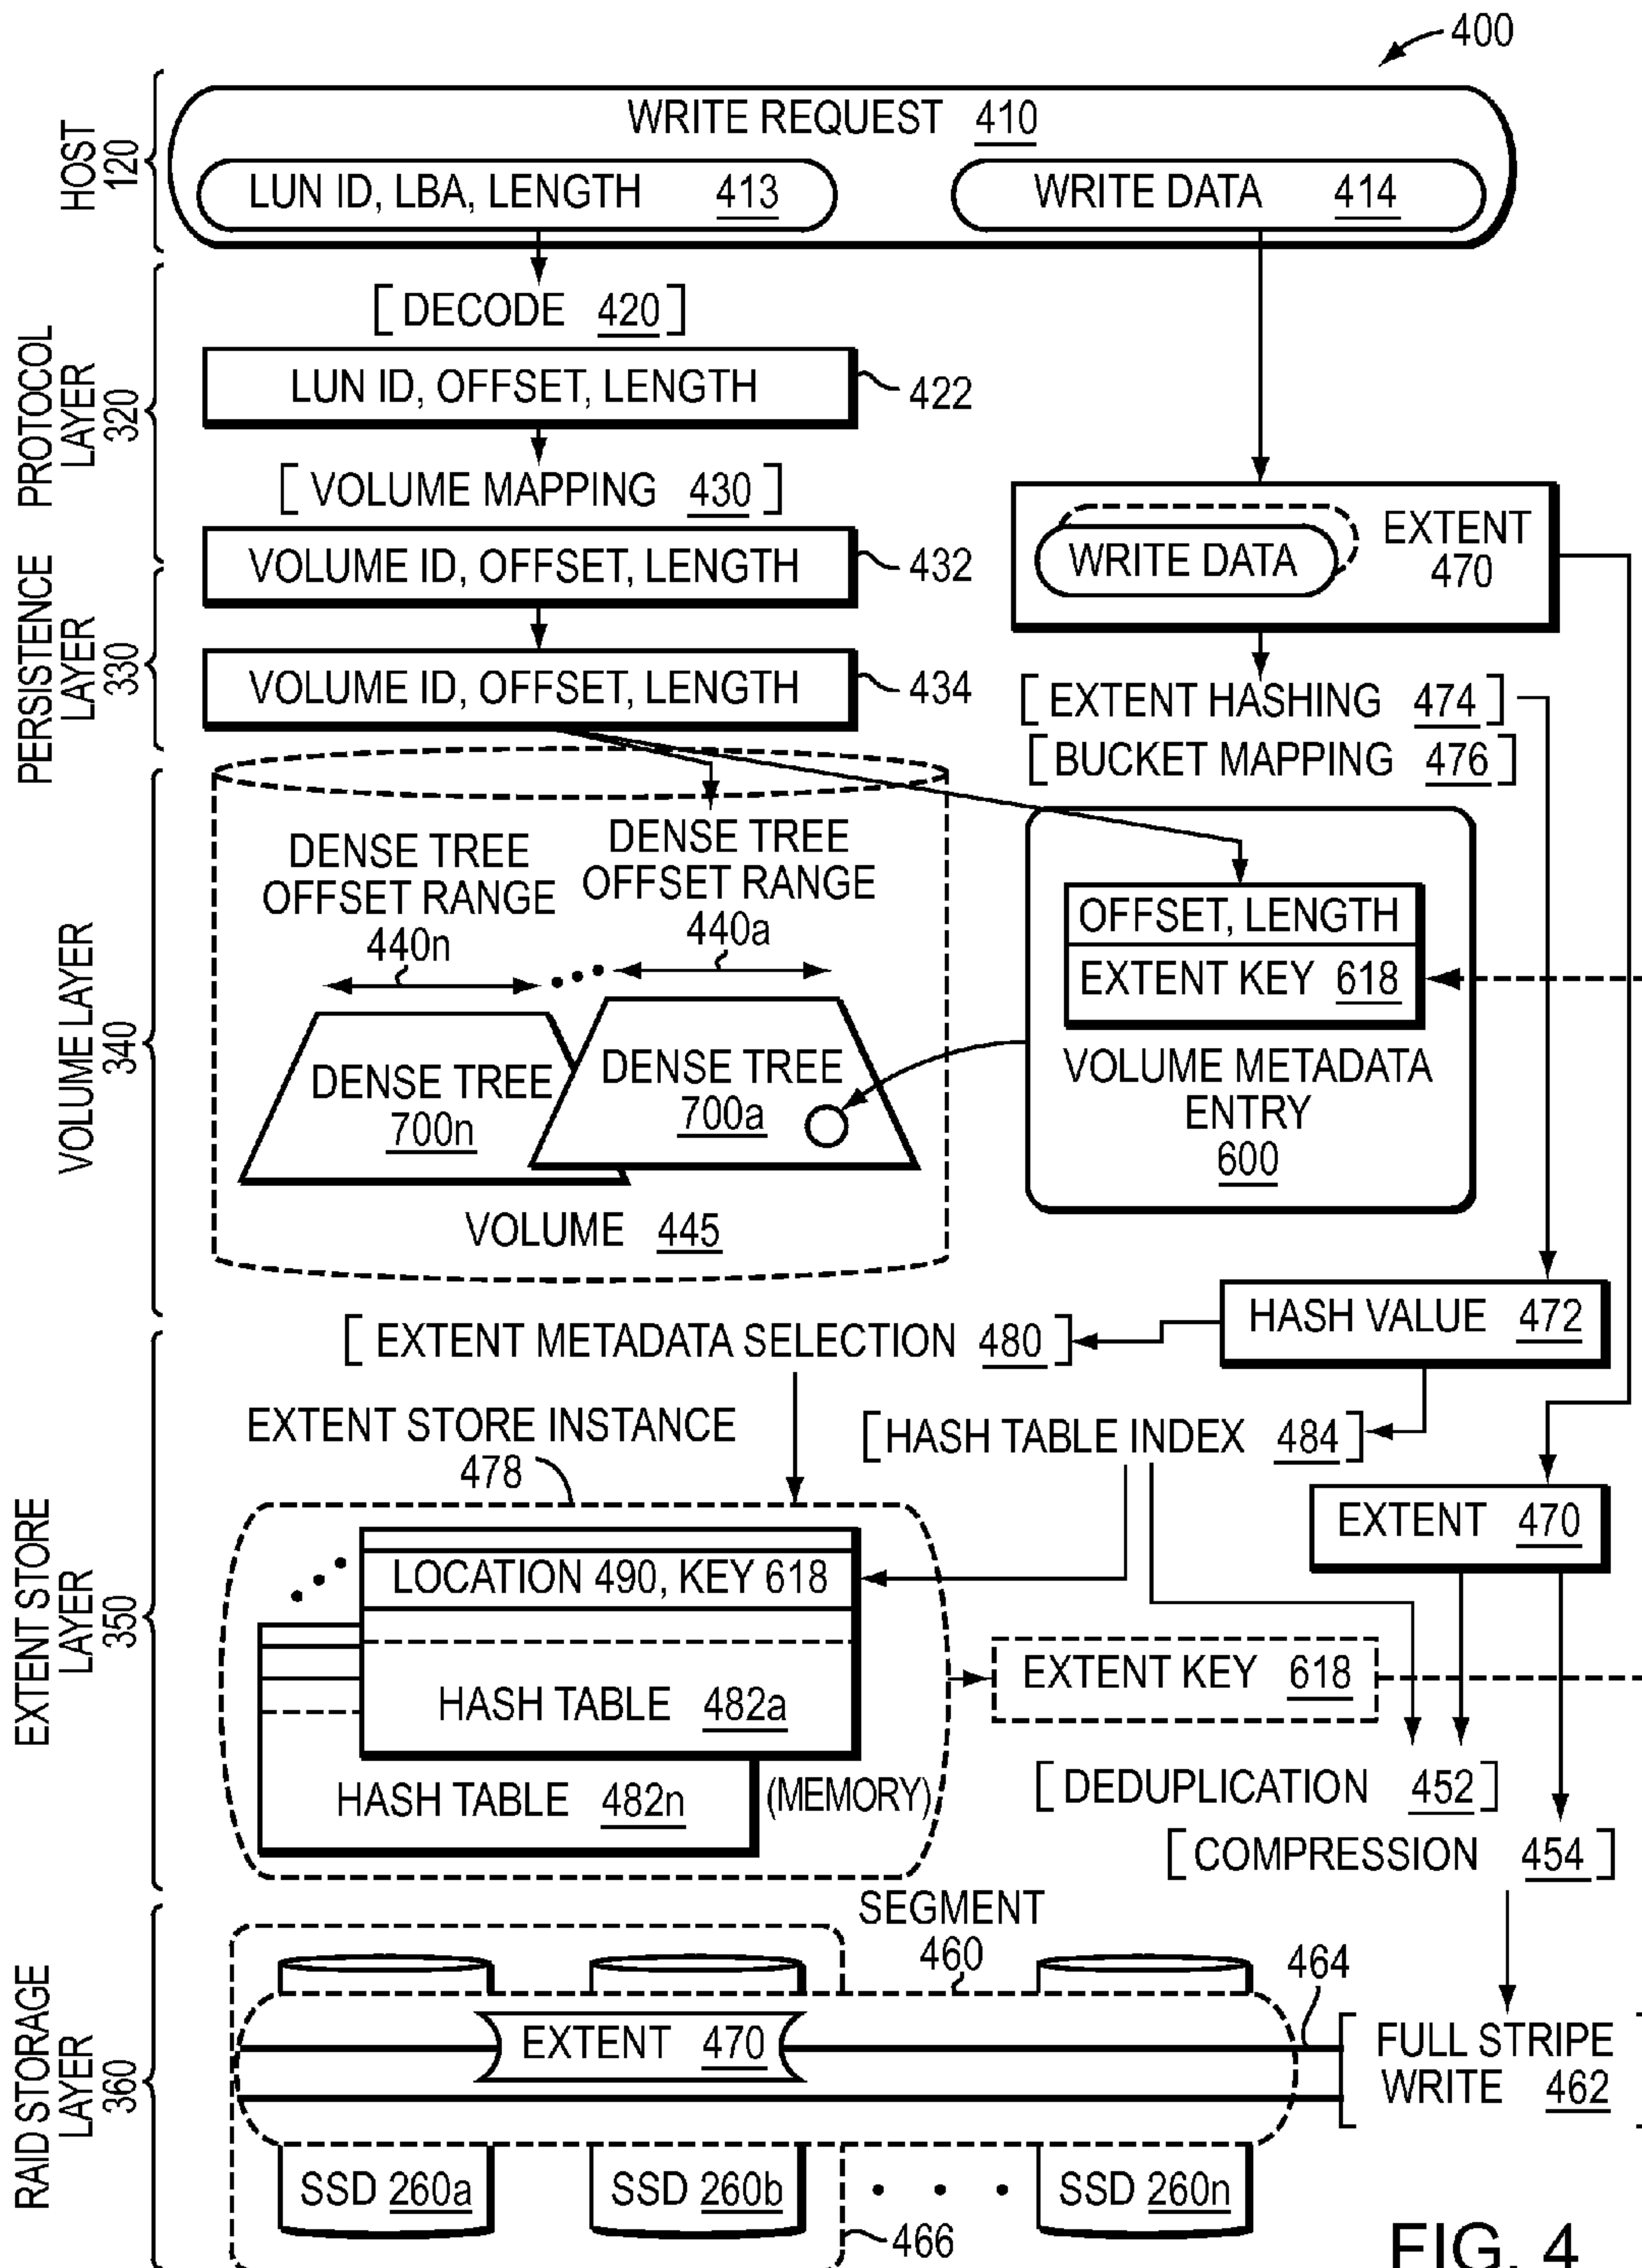 400
HOST
120
WRITE REQUEST 410
LUN ID, LBA, LENGTH 413
WRITE DATA 414
PROTOCOL
LAYER
320
[DECODE 420]
LUN ID, OFFSET, LENGTH
422
[VOLUME MAPPING 430]
VOLUME ID, OFFSET, LENGTH
432
WRITE DATA
EXTENT
470
PERSISTENCE
LAYER
330
VOLUME ID, OFFSET, LENGTH
434
[EXTENT HASHING 474]
[BUCKET MAPPING 476]
VOLUME LAYER
340
DENSE TREE
OFFSET RANGE
440n
DENSE TREE
OFFSET RANGE
440a
DENSE TREE
700n
DENSE TREE
700a
VOLUME 445
OFFSET, LENGTH
EXTENT KEY 618
VOLUME METADATA
ENTRY
600
HASH VALUE 472
EXTENT STORE
LAYER
350
[EXTENT METADATA SELECTION 480]
EXTENT STORE INSTANCE
478
[HASH TABLE INDEX 484]
EXTENT 470
LOCATION 490, KEY 618
HASH TABLE 482a
HASH TABLE 482n
(MEMORY)
EXTENT KEY 618
[DEDUPLICATION 452]
[COMPRESSION 454]
RAID STORAGE
LAYER
360
SEGMENT
460
464
EXTENT 470
[FULL STRIPE
WRITE 462]
SSD 260a
SSD 260b
SSD 260n
466
FIG. 4